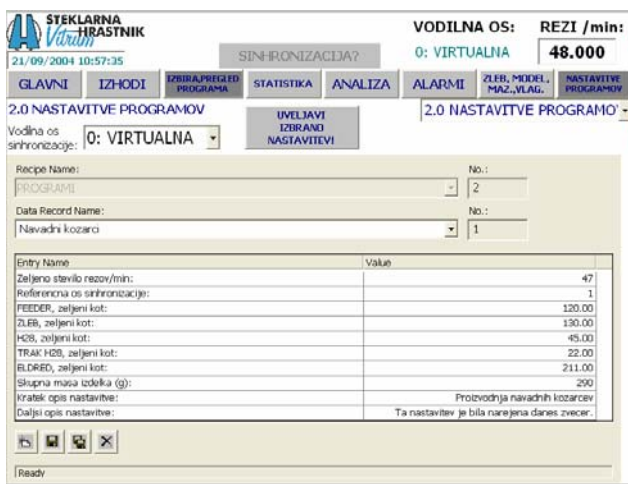 STEKLARNA
HRASTNIK
Vitrum
21/09/2004 10:57:35
SINHRONIZACIJA?
VODILNA OS: REZI /min:
0: VIRTUALNA 48.000
GLAVNI IZHODI IZBIRA,PREGLED PROGRAMA STATISTIKA ANALIZA ALARMI ZLEB, MODEL. MAZ.,VLAG. NASTAVITVE PROGRAMOV
2.0 NASTAVITVE PROGRAMOV
Vodilna os sinhronizacije: 0: VIRTUALNA
UVELJAVI
IZBRANO
NASTAVITEV!
2.0 NASTAVITVE PROGRAMO
Recipe Name: No.:
PROGRAMI 2
Data Record Name: No.:
Navadni kozarci 1
Entry Name Value
Zeljeno stevilo rezov/min: 47
Referencna os sinhronizacije: 1
FEEDER, zeljeni kot: 120.00
ZLEB, zeljeni kot: 130.00
H28, zeljeni kot: 45.00
TRAK H28, zeljeni kot: 22.00
ELDRED, zeljeni kot: 211.00
Skupna masa izdelka (g): 290
Kratek opis nastavitve: Proizvodnja navadnih kozarcev
Daljsi opis nastavitve: Ta nastavitev je bila narejena danes zvecer.
Ready